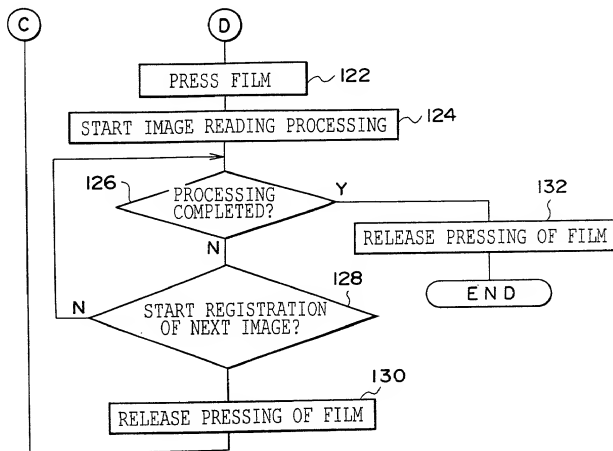 C
D
PRESS FILM
122
START IMAGE READING PROCESSING
124
126
PROCESSING
COMPLETED?
Y
N
132
RELEASE PRESSING OF FILM
END
128
N
START REGISTRATION
OF NEXT IMAGE?
130
RELEASE PRESSING OF FILM